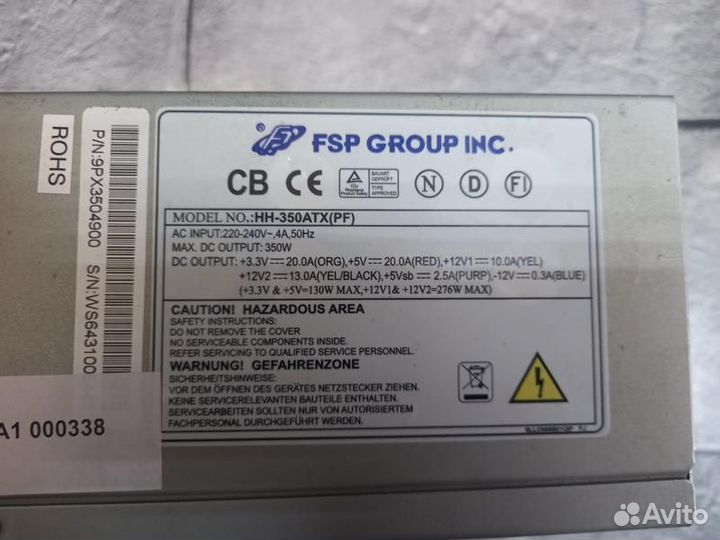 ROHS
P/N:9PX3504900 S/N:WS643100
A1 000338
® FSP GROUP INC.
CB CE TÜV BAUART GEPRÜFT TYPE APPROVED N D FI
MODEL NO.:HH-350ATX(PF)
AC INPUT:220-240V~,4A,50Hz
MAX. DC OUTPUT: 350W
DC OUTPUT: +3.3V⎓20.0A(ORG),+5V⎓20.0A(RED),+12V1⎓10.0A(YEL)
+12V2⎓13.0A(YEL/BLACK),+5Vsb⎓2.5A(PURP),-12V⎓0.3A(BLUE)
(+3.3V & +5V=130W MAX,+12V1& +12V2=276W MAX)
CAUTION! HAZARDOUS AREA
SAFETY INSTRUCTIONS:
DO NOT REMOVE THE COVER
NO SERVICEABLE COMPONENTS INSIDE.
REFER SERVICING TO QUALIFIED SERVICE PERSONNEL.
WARNUNG! GEFAHRENZONE
SICHERHEITSHINWEISE:
VOR DEM ÖFFNEN DES GERÄTES NETZSTECKER ZIEHEN.
KEINE SERVICERELEVANTEN BAUTEILE ENTHALTEN.
SERVICEARBEITEN SOLLTEN NUR VON AUTORISIERTEM
FACHPERSONAL DURCHGEFÜHRT WERDEN.
Avito